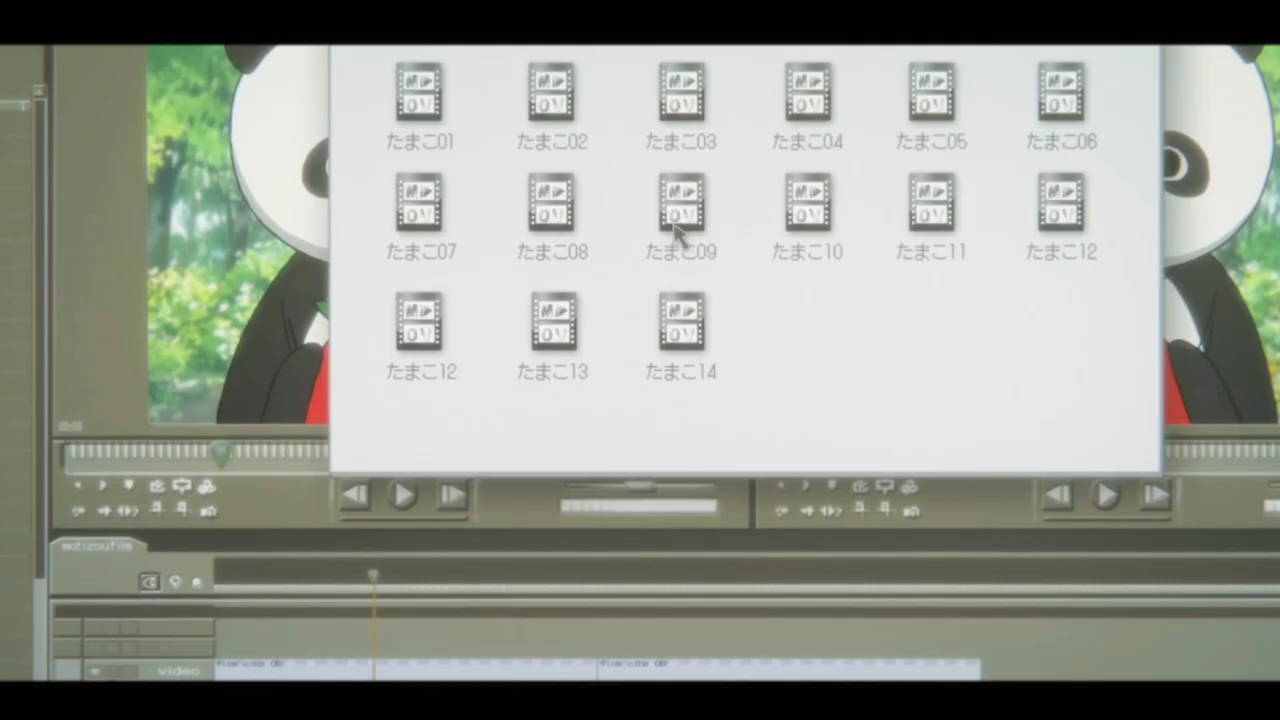 たまこ01 たまこ02 たまこ03 たまこ04 たまこ05 たまこ06
たまこ07 たまこ08 たまこ09 たまこ10 たまこ11 たまこ12
たまこ12 たまこ13 たまこ14
motizoufilm
video